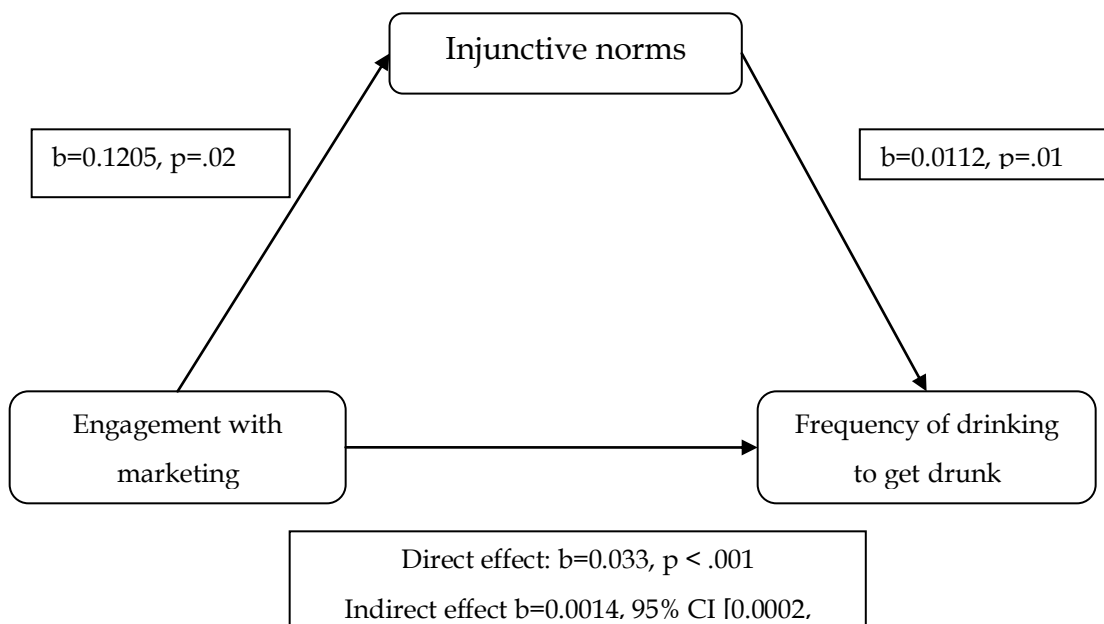 Injunctive norms
b=0.1205, p=.02
b=0.0112, p=.01
Engagement with
marketing
Frequency of drinking
to get drunk
Direct effect: b=0.033, p < .001
Indirect effect b=0.0014, 95% CI [0.0002,